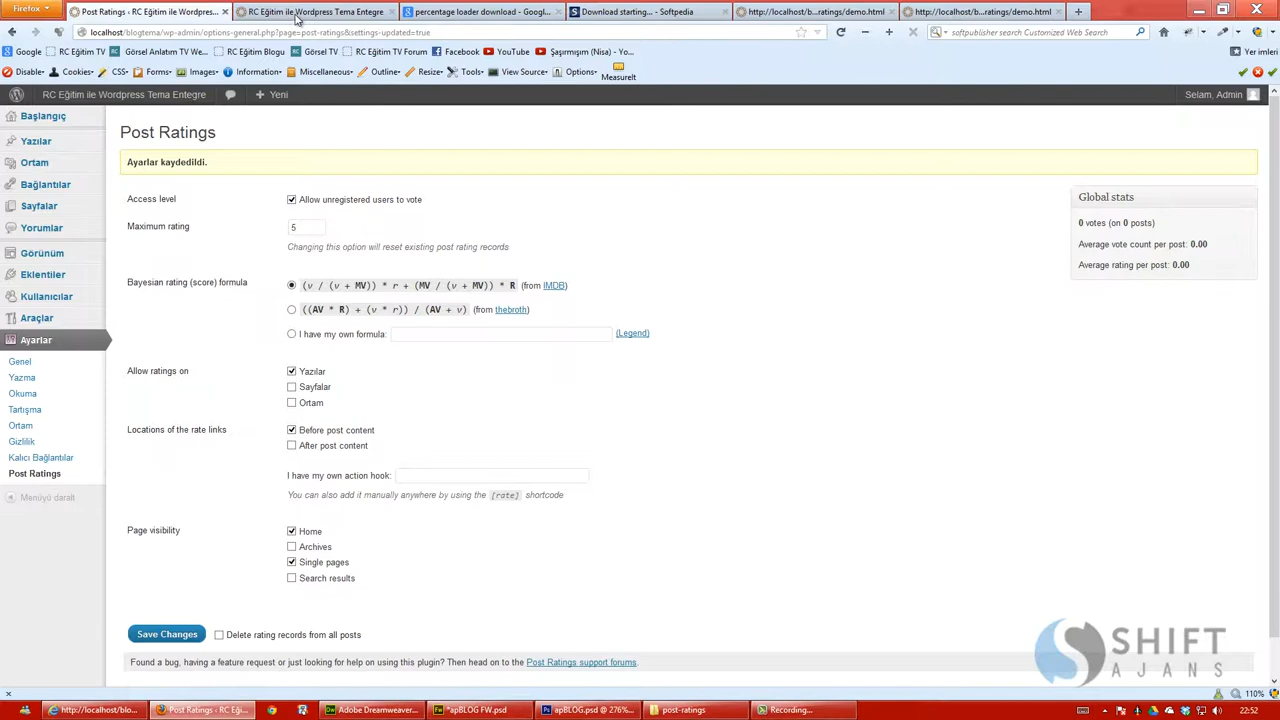 Firefox
Post Ratings ‹ RC Eğitim ile Wordpres...
RC Eğitim ile Wordpress Tema Entegre
percentage loader download - Googl...
Download starting... - Softpedia
http://localhost/b...ratings/demo.html
http://localhost/b...ratings/demo.html
localhost/blogtema/wp-admin/options-general.php?page=post-ratings&settings-updated=true
softpublisher search Customized Web Search
Google RC Eğitim RC Eğitim TV Görsel Anlatım TV We... RC Eğitim Blogu Görsel TV RC Eğitim TV Forum Facebook YouTube Şaşırmışım (Nisa) - Yo... Yer imleri
Disable Cookies CSS Forms Images Information Miscellaneous Outline Resize Tools View Source Options MeasureIt
RC Eğitim ile Wordpress Tema Entegre Yeni Selam, Admin
Başlangıç
Yazılar
Ortam
Bağlantılar
Sayfalar
Yorumlar
Görünüm
Eklentiler
Kullanıcılar
Araçlar
Ayarlar
Genel
Yazma
Okuma
Tartışma
Ortam
Gizlilik
Kalıcı Bağlantılar
Post Ratings
Menüyü daralt
Post Ratings
Ayarlar kaydedildi.
Access level Allow unregistered users to vote
Maximum rating 5
Changing this option will reset existing post rating records
Bayesian rating (score) formula (v / (v + MV)) * r + (MV / (v + MV)) * R (from IMDB)
((AV * R) + (v * r)) / (AV + v) (from thebroth)
I have my own formula: (Legend)
Allow ratings on Yazılar
Sayfalar
Ortam
Locations of the rate links Before post content
After post content
I have my own action hook:
You can also add it manually anywhere by using the [rate] shortcode
Page visibility Home
Archives
Single pages
Search results
Save Changes Delete rating records from all posts
Found a bug, having a feature request or just looking for help on using this plugin? Then head on to the Post Ratings support forums.
Global stats
0 votes (on 0 posts)
Average vote count per post: 0.00
Average rating per post: 0.00
SHIFT
AJANS
110%
http://localhost/blo...
Post Ratings ‹ RC Eği...
Adobe Dreamweaver...
*apBLOG FW.psd
apBLOG.psd @ 276%...
post-ratings
Recording...
22:52